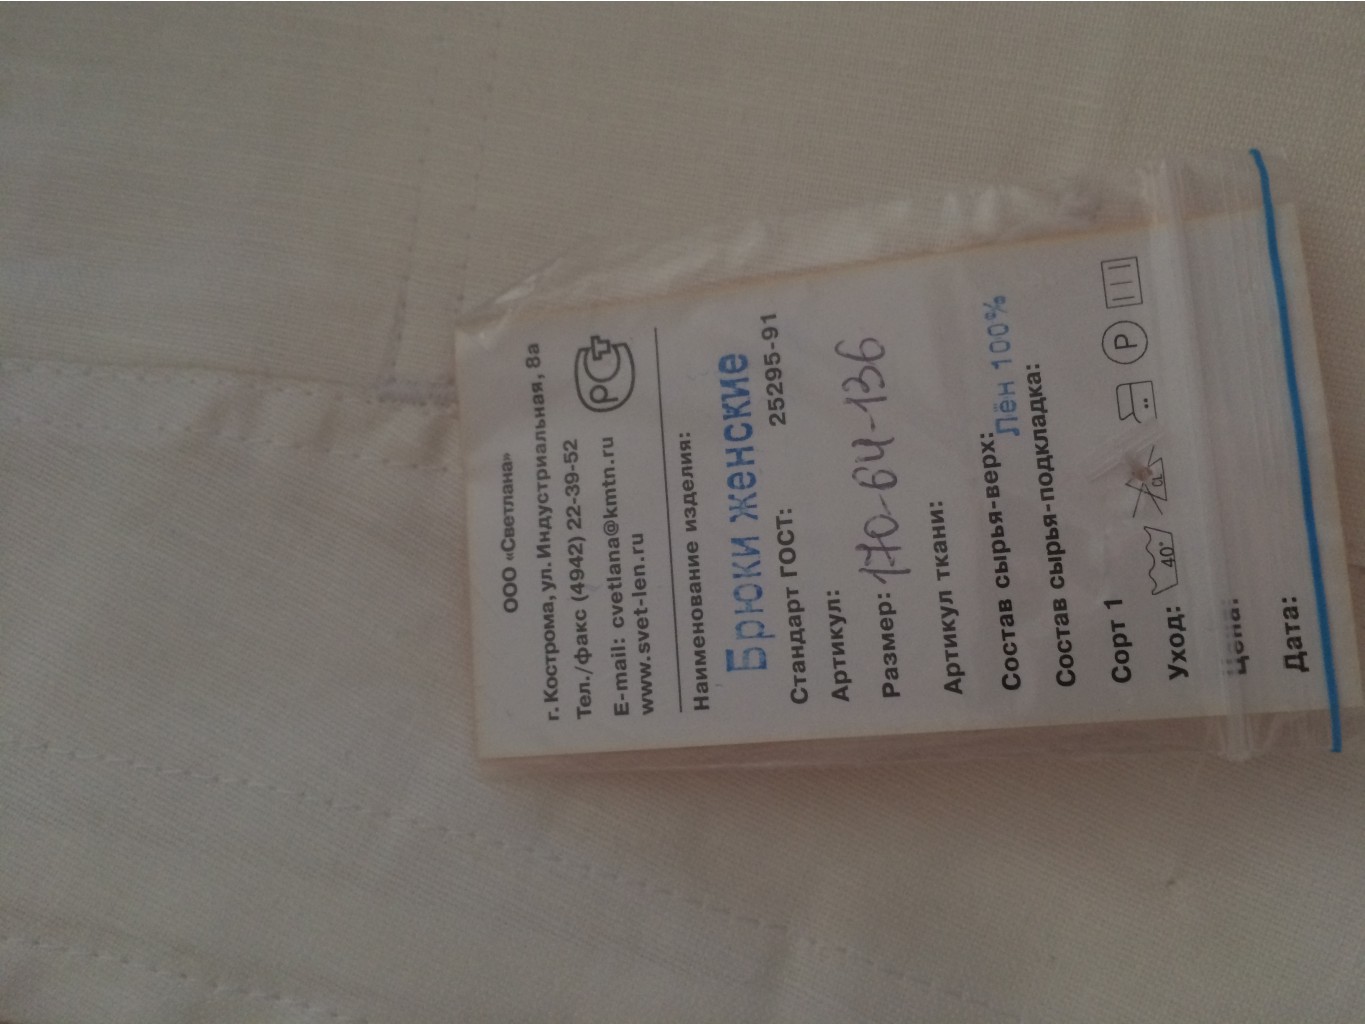 ООО «Светлана»
г. Кострома, ул. Индустриальная, 8а
Тел./факс (4942) 22-39-52
E-mail: cvetlana@kmtn.ru
www.svet-len.ru
РСТ
Наименование изделия:
Брюки женские
Стандарт ГОСТ: 25295-91
Артикул:
Размер: 170-64-136
Артикул ткани:
Состав сырья-верх: Лён 100%
Состав сырья-подкладка:
Сорт 1
Уход: 40° CL P
Цена:
Дата: